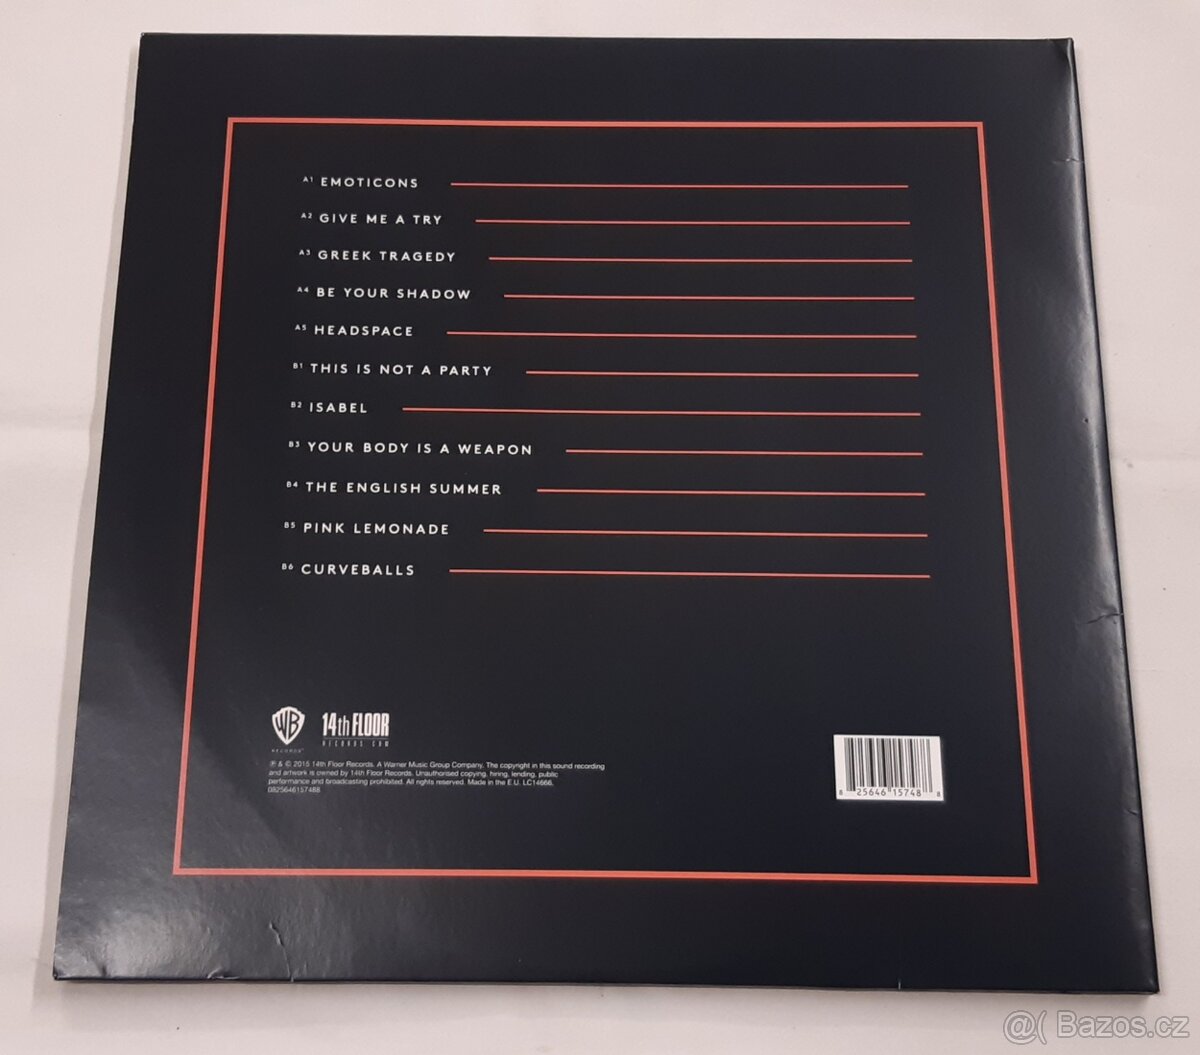 A1 EMOTICONS
A2 GIVE ME A TRY
A3 GREEK TRAGEDY
A4 BE YOUR SHADOW
A5 HEADSPACE
B1 THIS IS NOT A PARTY
B2 ISABEL
B3 YOUR BODY IS A WEAPON
B4 THE ENGLISH SUMMER
B5 PINK LEMONADE
B6 CURVEBALLS
WB
RECORDS
14th FLOOR
RECORDS.COM
℗ & © 2015 14th Floor Records. A Warner Music Group Company. The copyright in this sound recording
and artwork is owned by 14th Floor Records. Unauthorised copying, hiring, lending, public
performance and broadcasting prohibited. All rights reserved. Made in the E.U. LC14666.
0825646157488
8 25646 15748 8
@( Bazos.cz